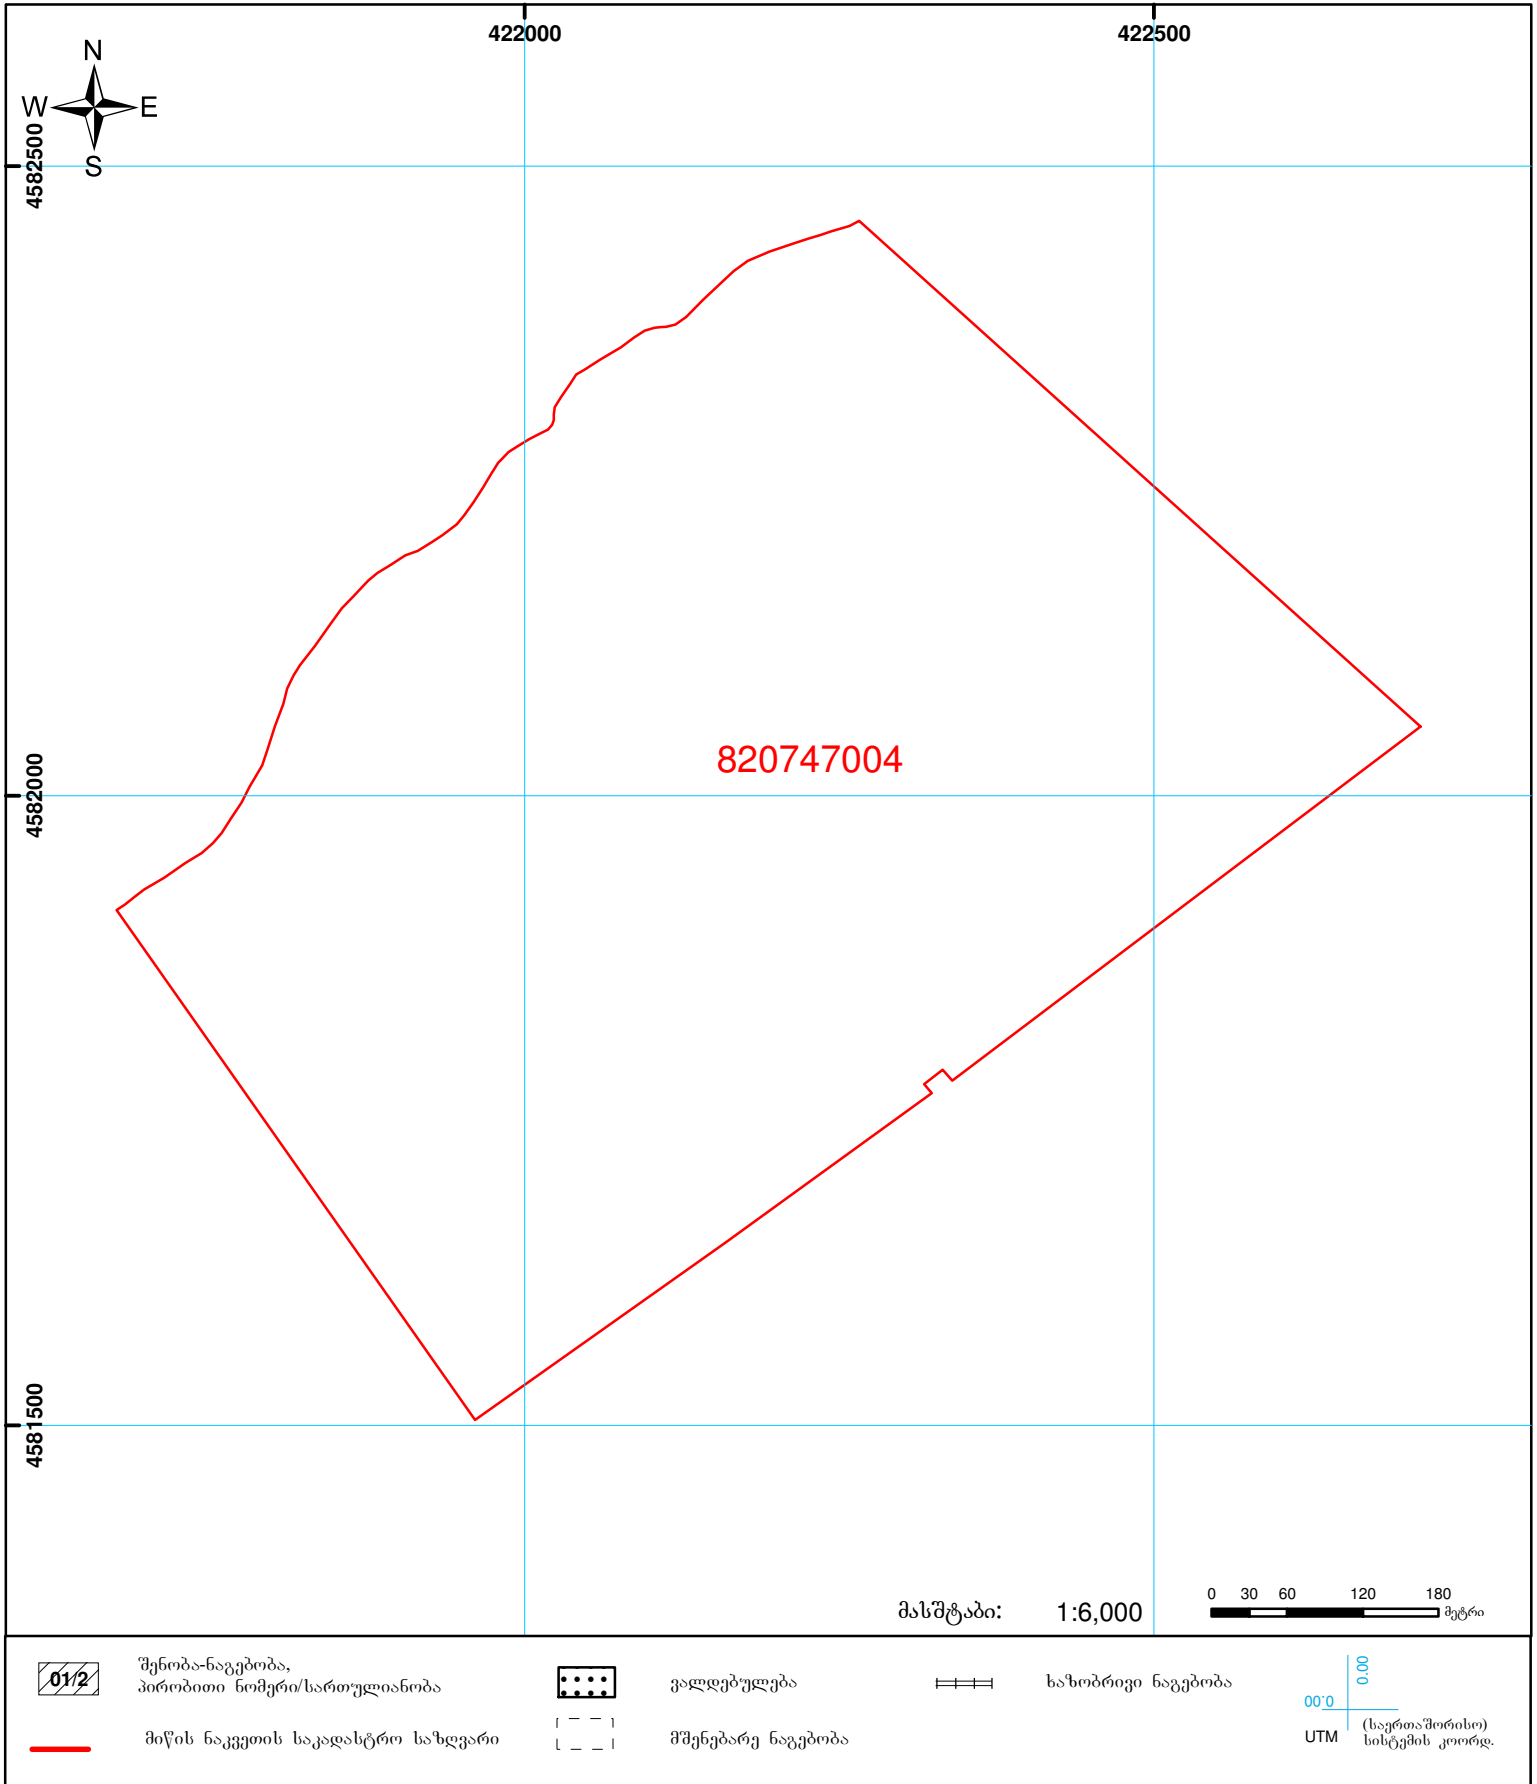 422000
422500
N
W
E
S
4582500
4582000
4581500
820747004
მასშტაბი:
1:6,000
0
30
60
120
180
მეტრი
01/2
შენობა-ნაგებობა,
პირობითი ნომერი/სართულიანობა
ვალდებულება
ხაზობრივი ნაგებობა
0.00
0.00
UTM
(საერთაშორისო)
სისტემის კოორდ.
მიწის ნაკვეთის საკადასტრო საზღვარი
მშენებარე ნაგებობა